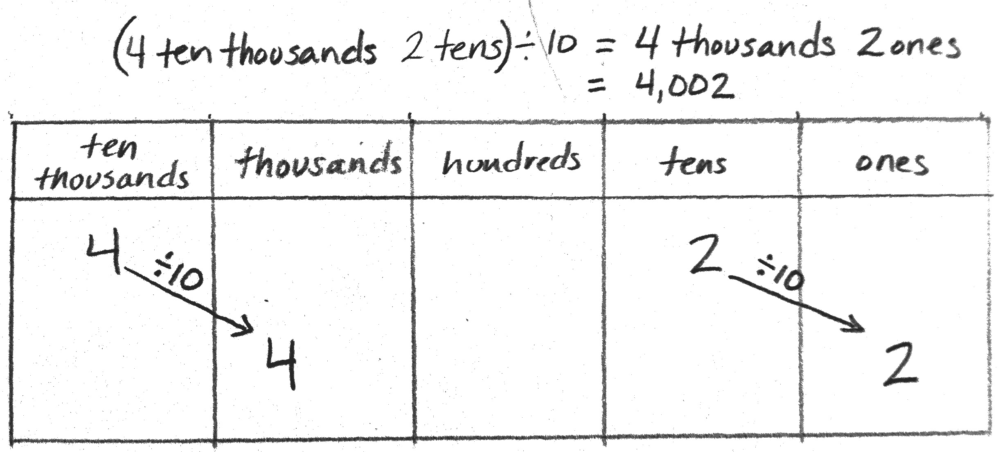 (4 ten thousands 2 tens) ÷ 10 = 4 thousands 2 ones
= 4,002
ten thousands
thousands
hundreds
tens
ones
4 ÷10 2 ÷10
4 2